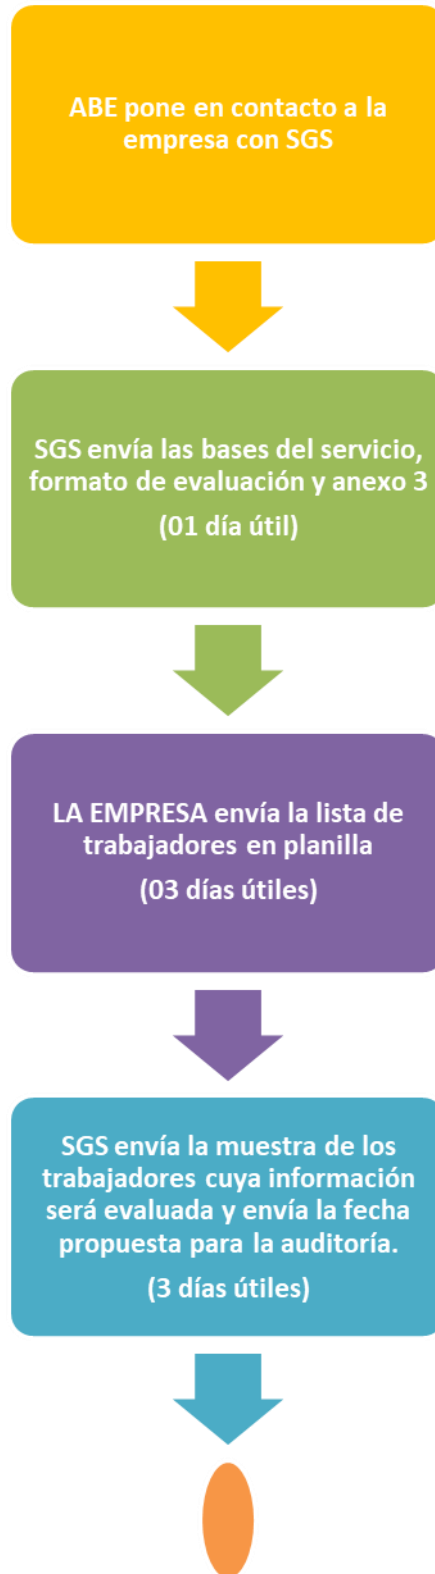 ABE pone en contacto a la
empresa con SGS
SGS envía las bases del servicio,
formato de evaluación y anexo 3
(01 día útil)
LA EMPRESA envía la lista de
trabajadores en planilla
(03 días útiles)
SGS envía la muestra de los
trabajadores cuya información
será evaluada y envía la fecha
propuesta para la auditoría.
(3 días útiles)